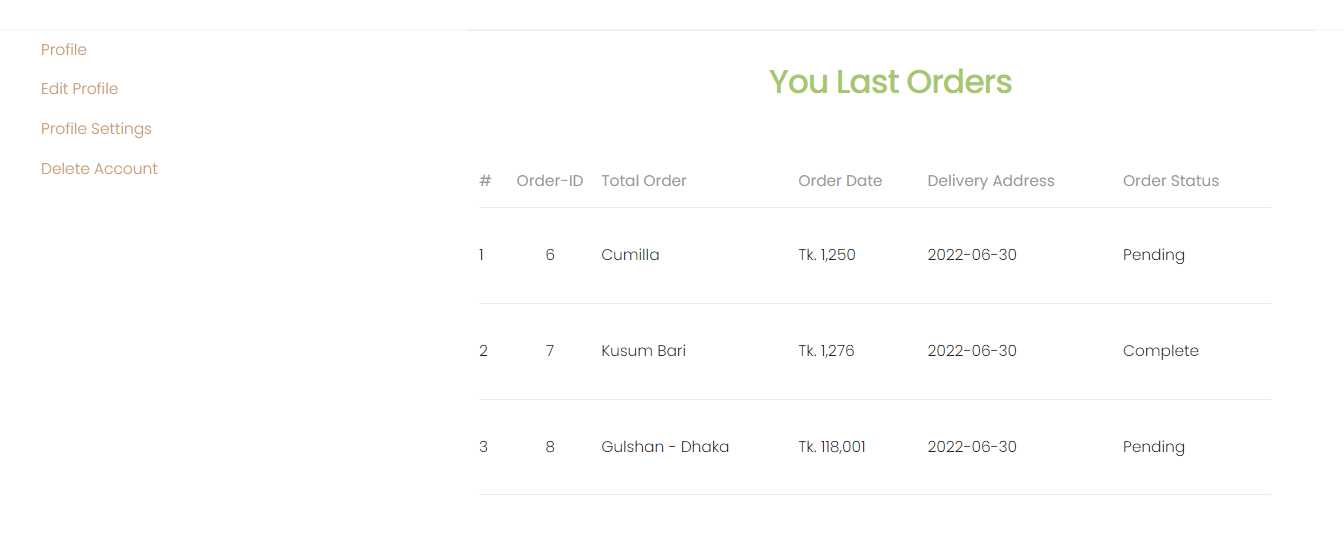 Profile
Edit Profile
Profile Settings
Delete Account
You Last Orders
# Order-ID Total Order Order Date Delivery Address Order Status
1 6 Cumilla Tk. 1,250 2022-06-30 Pending
2 7 Kusum Bari Tk. 1,276 2022-06-30 Complete
3 8 Gulshan - Dhaka Tk. 118,001 2022-06-30 Pending